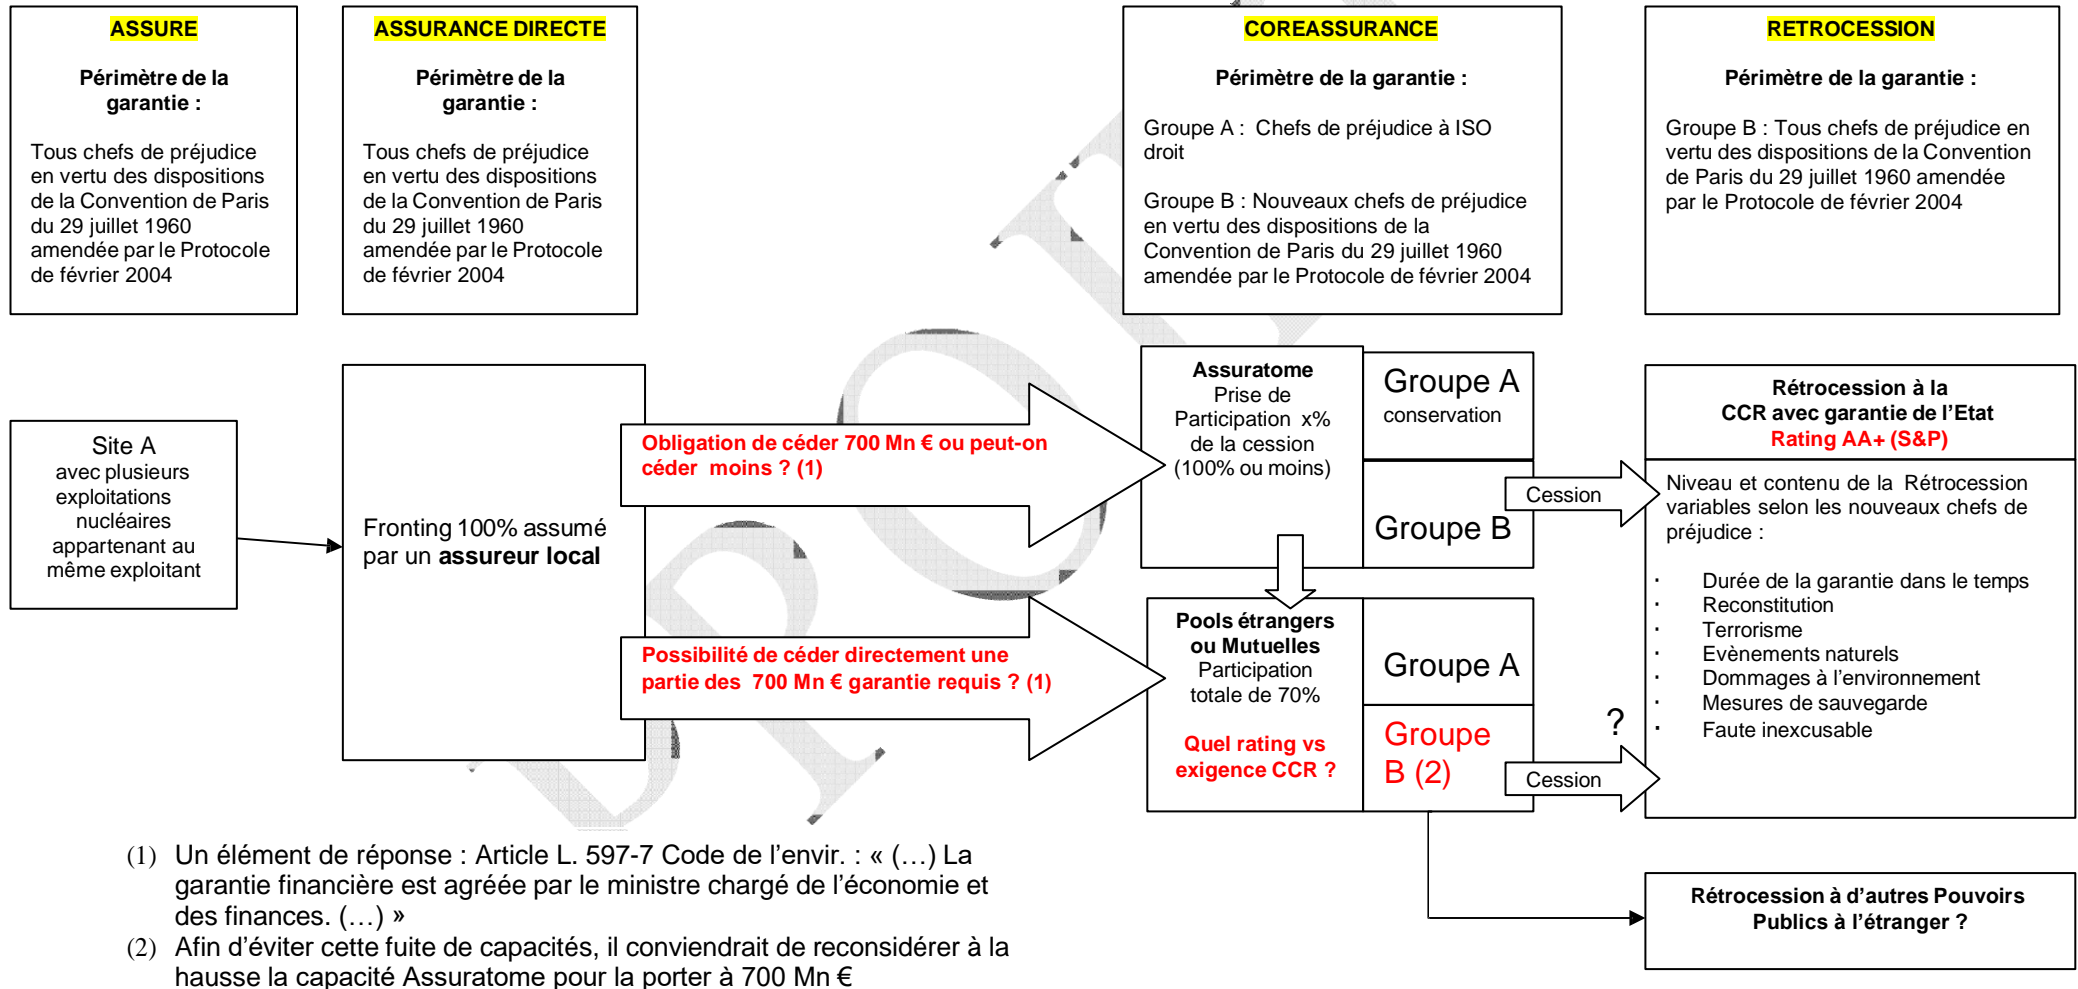 ASSURE
Périmètre de la
garantie :
Tous chefs de préjudice
en vertu des dispositions
de la Convention de Paris
du 29 juillet 1960
amendée par le Protocole
de février 2004
ASSURANCE DIRECTE
Périmètre de la
garantie :
Tous chefs de préjudice
en vertu des dispositions
de la Convention de Paris
du 29 juillet 1960
amendée par le Protocole
de février 2004
COREASSURANCE
Périmètre de la garantie :
Groupe A : Chefs de préjudice à ISO
droit
Groupe B : Nouveaux chefs de préjudice
en vertu des dispositions de la
Convention de Paris du 29 juillet 1960
amendée par le Protocole de février 2004
RETROCESSION
Périmètre de la garantie :
Groupe B : Tous chefs de préjudice en
vertu des dispositions de la Convention
de Paris du 29 juillet 1960 amendée
par le Protocole de février 2004
Site A
avec plusieurs
exploitations
nucléaires
appartenant au
même exploitant
Fronting 100% assumé
par un assureur local
Obligation de céder 700 Mn € ou peut-on
céder moins ? (1)
Possibilité de céder directement une
partie des 700 Mn € garantie requis ? (1)
Assuratome
Prise de
Participation x%
de la cession
(100% ou moins)
Groupe A
conservation
Groupe B
Cession
Pools étrangers
ou Mutuelles
Participation
totale de 70%
Quel rating vs
exigence CCR ?
Groupe A
Groupe
B (2)
?
Cession
Rétrocession à la
CCR avec garantie de l'Etat
Rating AA+ (S&P)
Niveau et contenu de la Rétrocession
variables selon les nouveaux chefs de
préjudice :
· Durée de la garantie dans le temps
· Reconstitution
· Terrorisme
· Evènements naturels
· Dommages à l'environnement
· Mesures de sauvegarde
· Faute inexcusable
Rétrocession à d'autres Pouvoirs
Publics à l'étranger ?
(1) Un élément de réponse : Article L. 597-7 Code de l'envir. : « (…) La
garantie financière est agréée par le ministre chargé de l'économie et
des finances. (…) »
(2) Afin d'éviter cette fuite de capacités, il conviendrait de reconsidérer à la
hausse la capacité Assuratome pour la porter à 700 Mn €